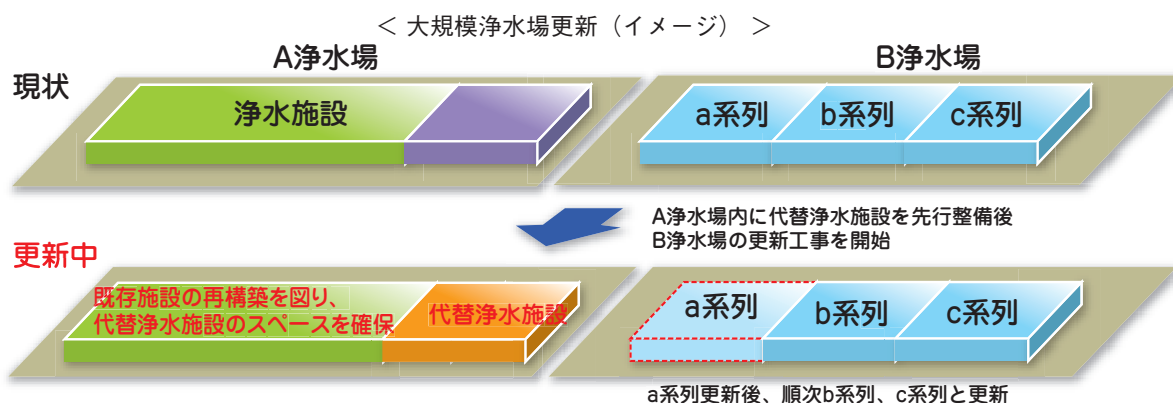 ＜ 大規模浄水場更新（イメージ） ＞
A浄水場
B浄水場
現状
浄水施設
a系列
b系列
c系列
A浄水場内に代替浄水施設を先行整備後
B浄水場の更新工事を開始
更新中
既存施設の再構築を図り、
代替浄水施設のスペースを確保
代替浄水施設
a系列
b系列
c系列
a系列更新後、順次b系列、c系列と更新